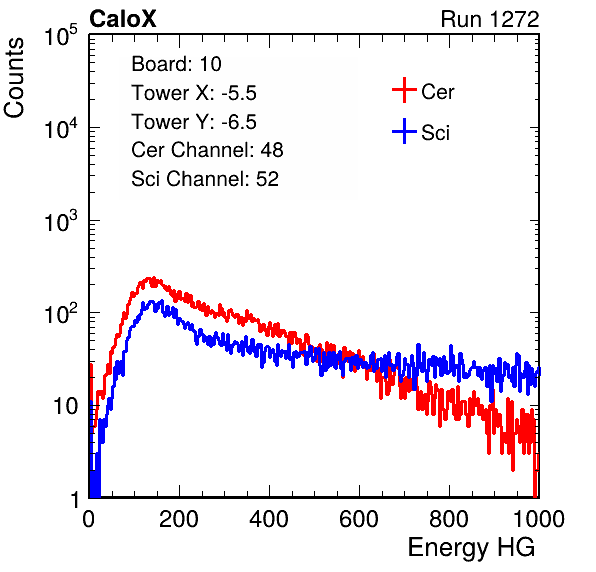 CaloX Run 1272
Counts
10^5
10^4
10^3
10^2
10
1
Board: 10
Tower X: -5.5
Tower Y: -6.5
Cer Channel: 48
Sci Channel: 52
Cer
Sci
0 200 400 600 800 1000
Energy HG